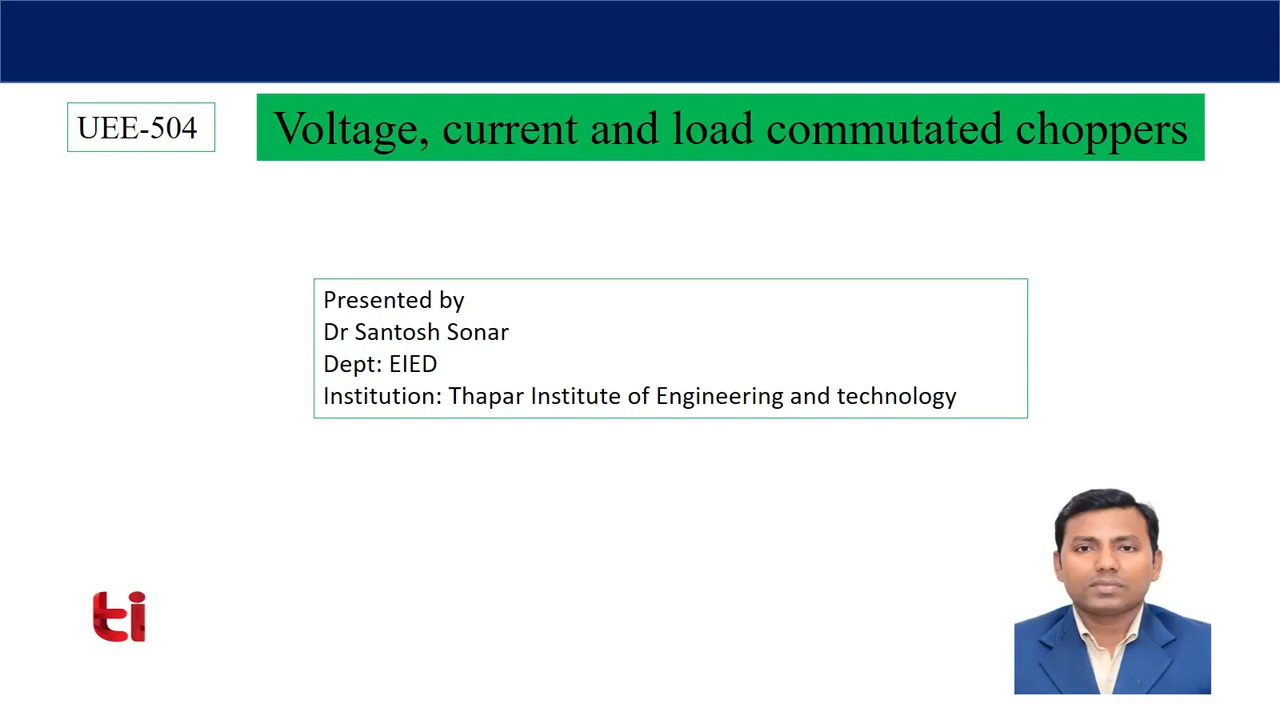 UEE-504
Voltage, current and load commutated choppers
Presented by
Dr Santosh Sonar
Dept: EIED
Institution: Thapar Institute of Engineering and technology
ti